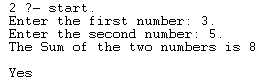 2 ?- start.
Enter the first number: 3.
Enter the second number: 5.
The Sum of the two numbers is 8
Yes